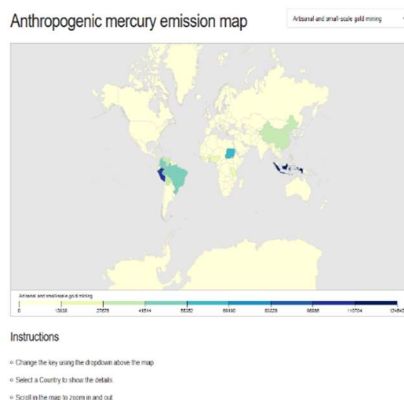 Anthropogenic mercury emission map
Artisanal and small-scale gold mining
Artisanal and small-scale gold mining
0
Instructions
Change the key using the dropdown above the map.
Select a Country to show the details.
Scroll in the map to zoom in and out